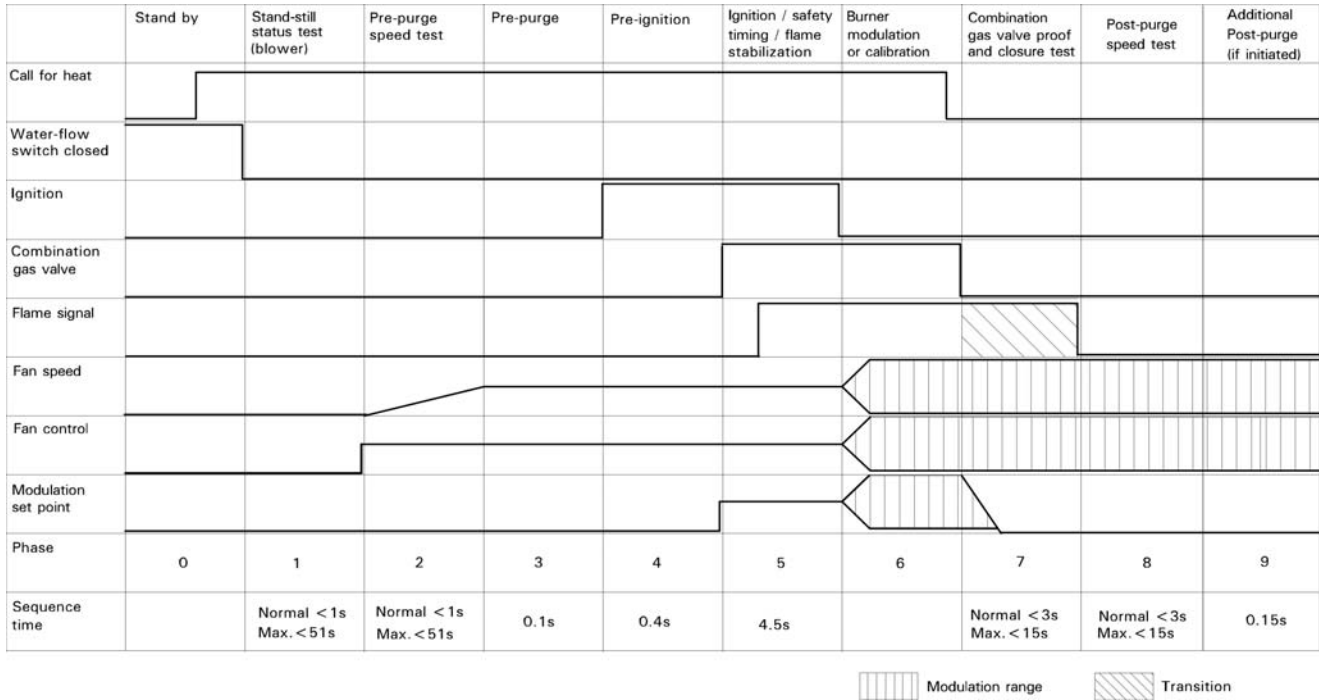 Stand by
Stand-still
status test
(blower)
Pre-purge
speed test
Pre-purge
Pre-ignition
Ignition / safety
timing / flame
stabilization
Burner
modulation
or calibration
Combination
gas valve proof
and closure test
Post-purge
speed test
Additional
Post-purge
(if initiated)
Call for heat
Water-flow
switch closed
Ignition
Combination
gas valve
Flame signal
Fan speed
Fan control
Modulation
set point
Phase
0
1
2
3
4
5
6
7
8
9
Sequence
time
Normal <1s
Max.<51s
Normal <1s
Max.<51s
0.1s
0.4s
4.5s
Normal <3s
Max.<15s
Normal <3s
Max.<15s
0.15s
Modulation range
Transition